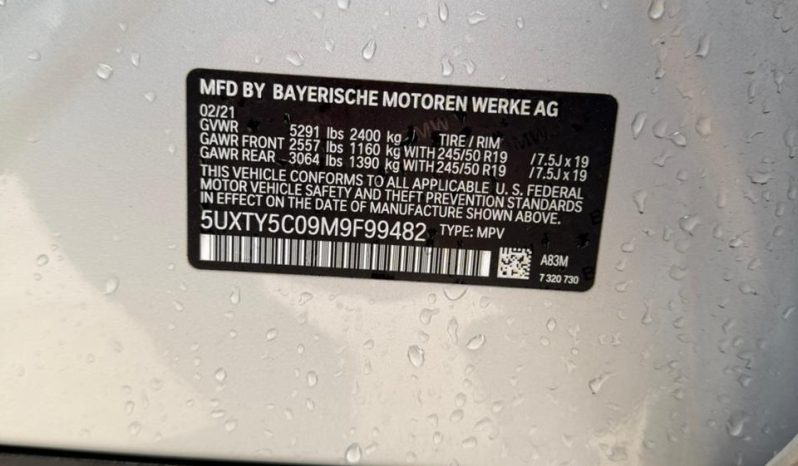 MFD BY BAYERISCHE MOTOREN WERKE AG
02/21
GVWR 5291 lbs 2400 kg TIRE / RIM
GAWR FRONT 2557 lbs 1160 kg WITH 245/50 R19 /7.5J x 19
GAWR REAR 3064 lbs 1390 kg WITH 245/50 R19 /7.5J x 19
THIS VEHICLE CONFORMS TO ALL APPLICABLE U. S. FEDERAL
MOTOR VEHICLE SAFETY AND THEFT PREVENTION STANDARDS
IN EFFECT ON THE DATE OF MANUFACTURE SHOWN ABOVE.
5UXTY5C09M9F99482 TYPE: MPV
A83M
7 320 730